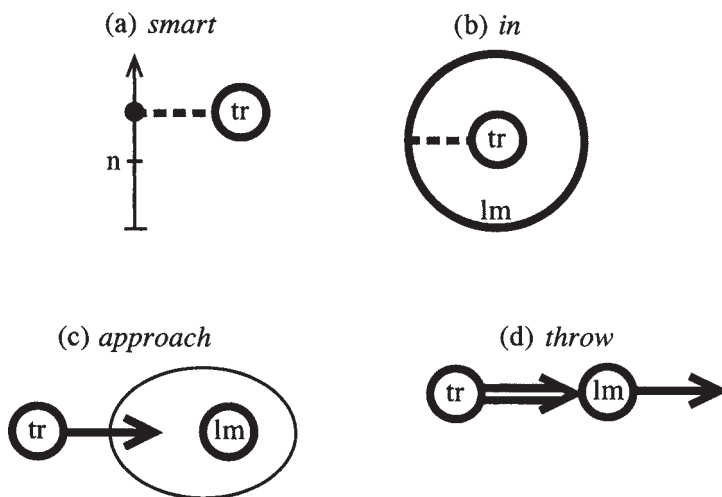 (a) smart
(b) in
tr
n
tr
lm
(c) approach
(d) throw
tr
lm
tr
lm